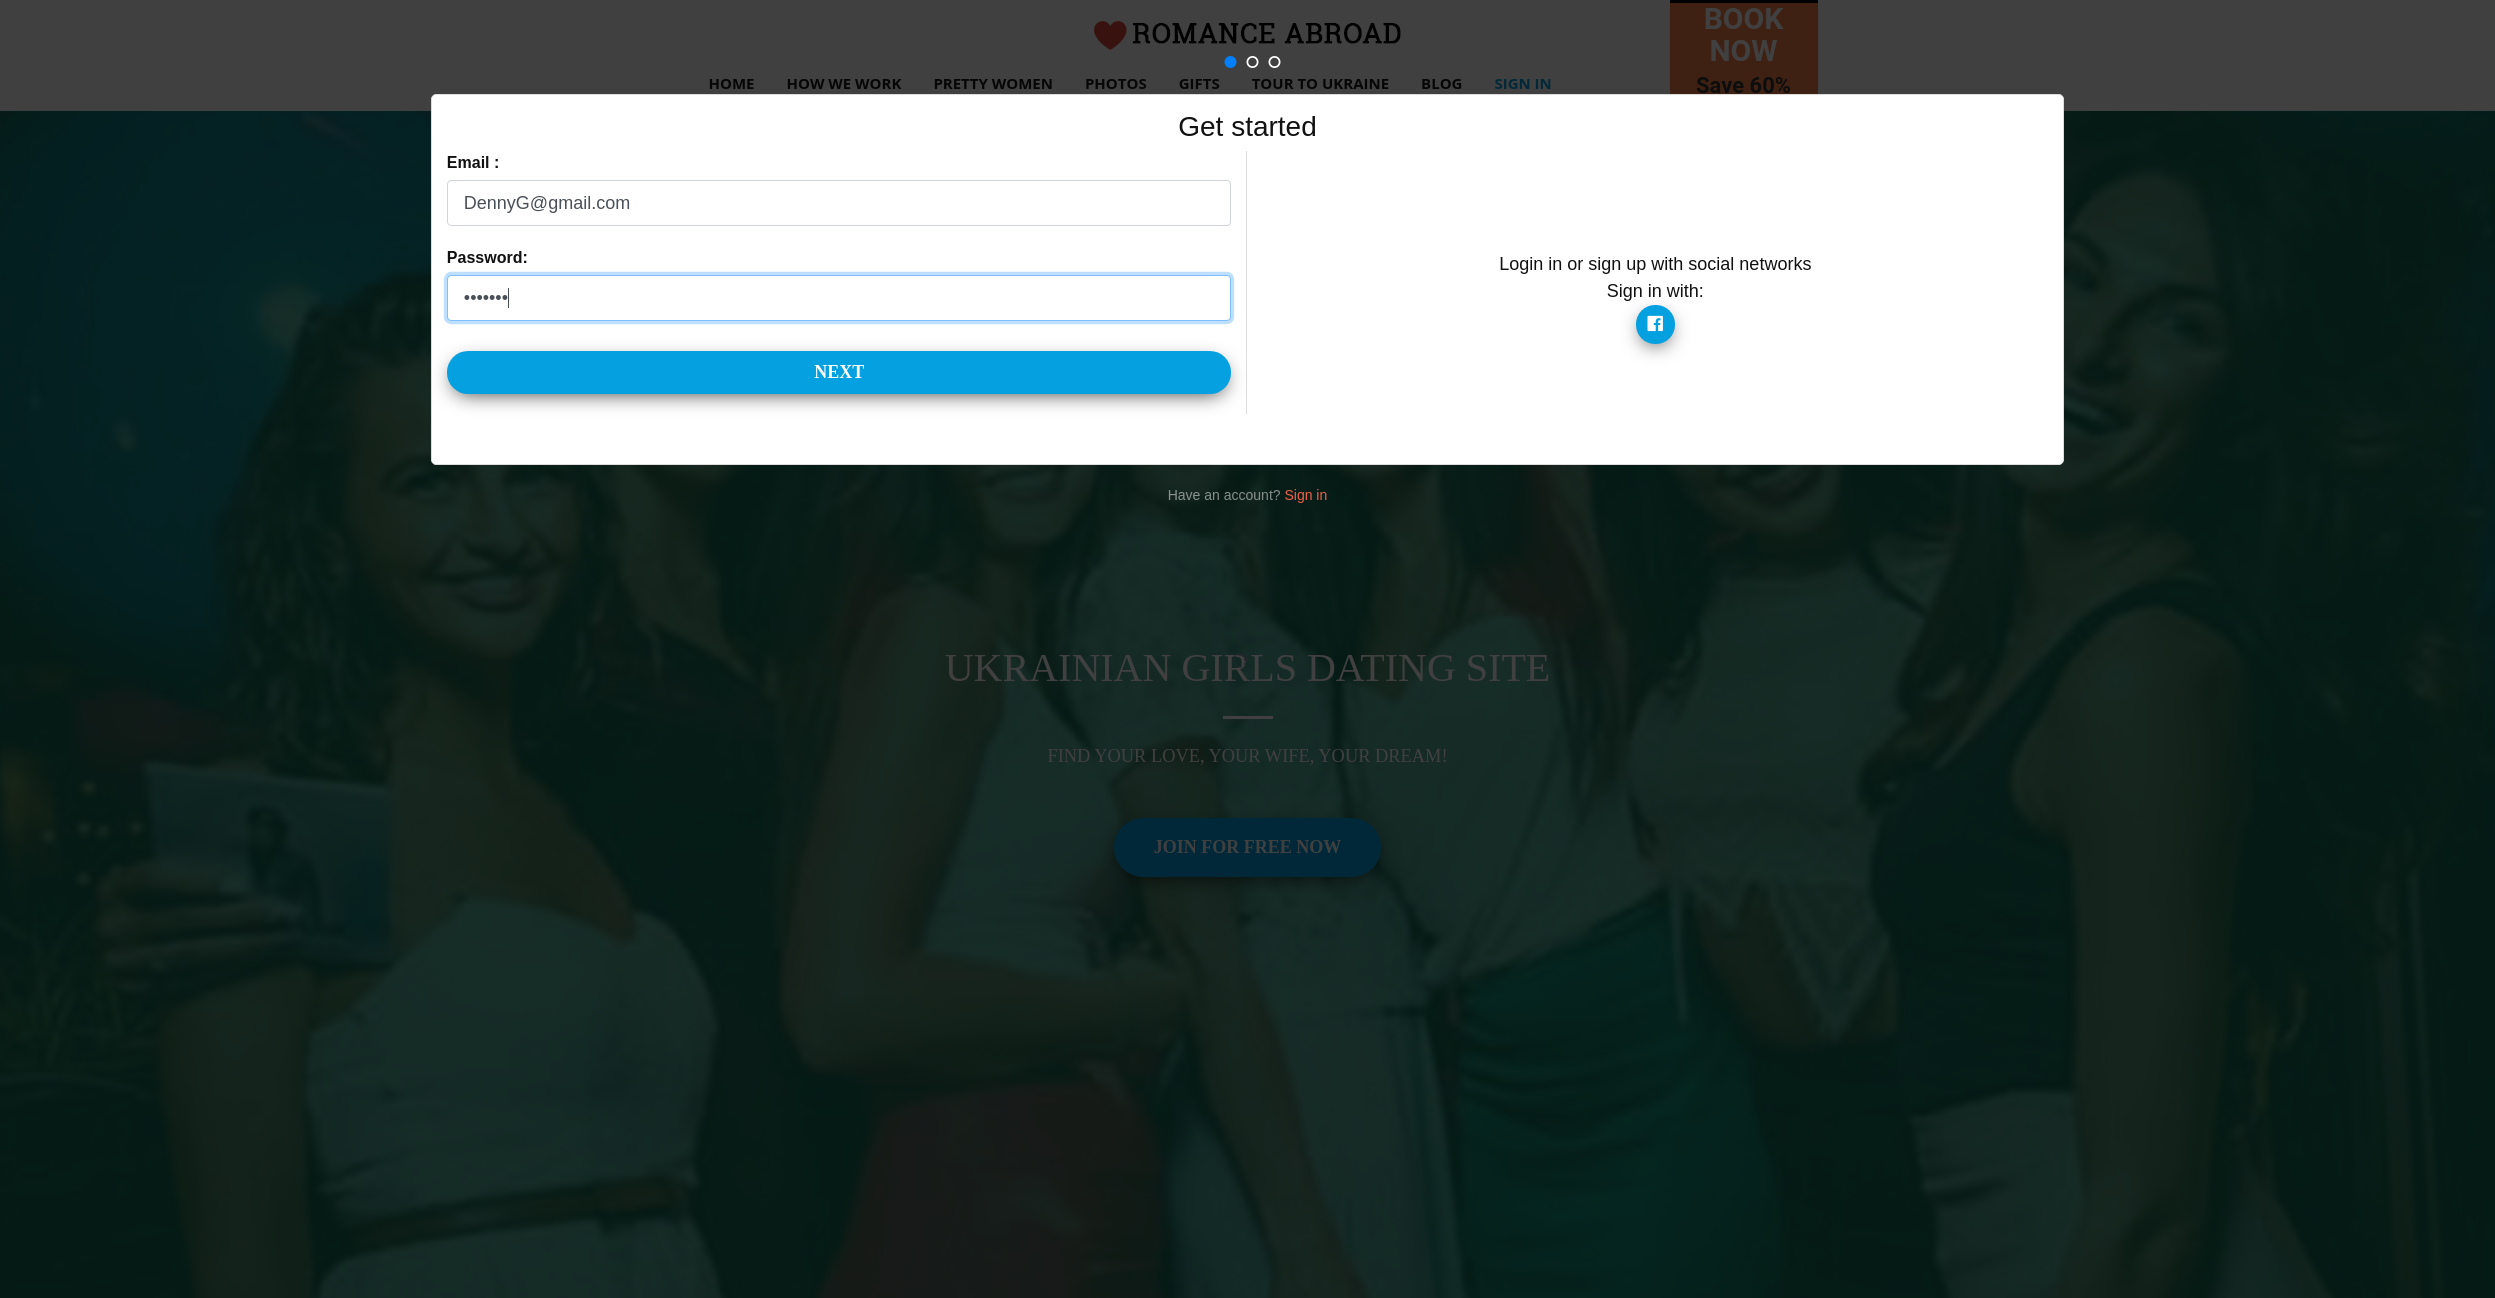 ROMANCE ABROAD
BOOK
NOW
Save 60%
HOME HOW WE WORK PRETTY WOMEN PHOTOS GIFTS TOUR TO UKRAINE BLOG SIGN IN
Get started
Email :
DennyG@gmail.com
Password:
•••••••
NEXT
Login in or sign up with social networks
Sign in with:
Have an account? Sign in
UKRAINIAN GIRLS DATING SITE
FIND YOUR LOVE, YOUR WIFE, YOUR DREAM!
JOIN FOR FREE NOW